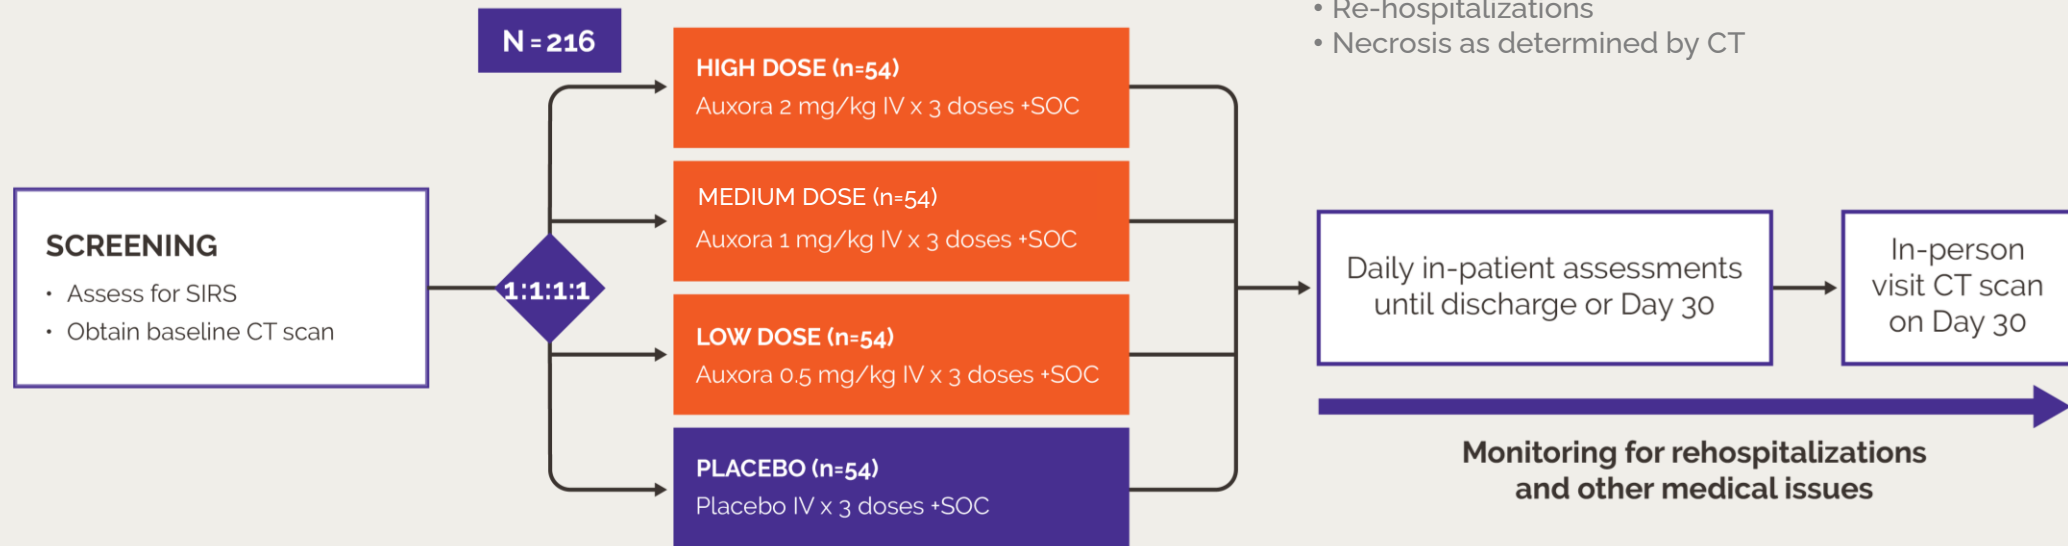 • Re-hospitalizations
• Necrosis as determined by CT
N = 216
SCREENING
• Assess for SIRS
• Obtain baseline CT scan
1:1:1:1
HIGH DOSE (n=54)
Auxora 2 mg/kg IV x 3 doses +SOC
MEDIUM DOSE (n=54)
Auxora 1 mg/kg IV x 3 doses +SOC
LOW DOSE (n=54)
Auxora 0.5 mg/kg IV x 3 doses +SOC
PLACEBO (n=54)
Placebo IV x 3 doses +SOC
Daily in-patient assessments
until discharge or Day 30
In-person
visit CT scan
on Day 30
Monitoring for rehospitalizations
and other medical issues